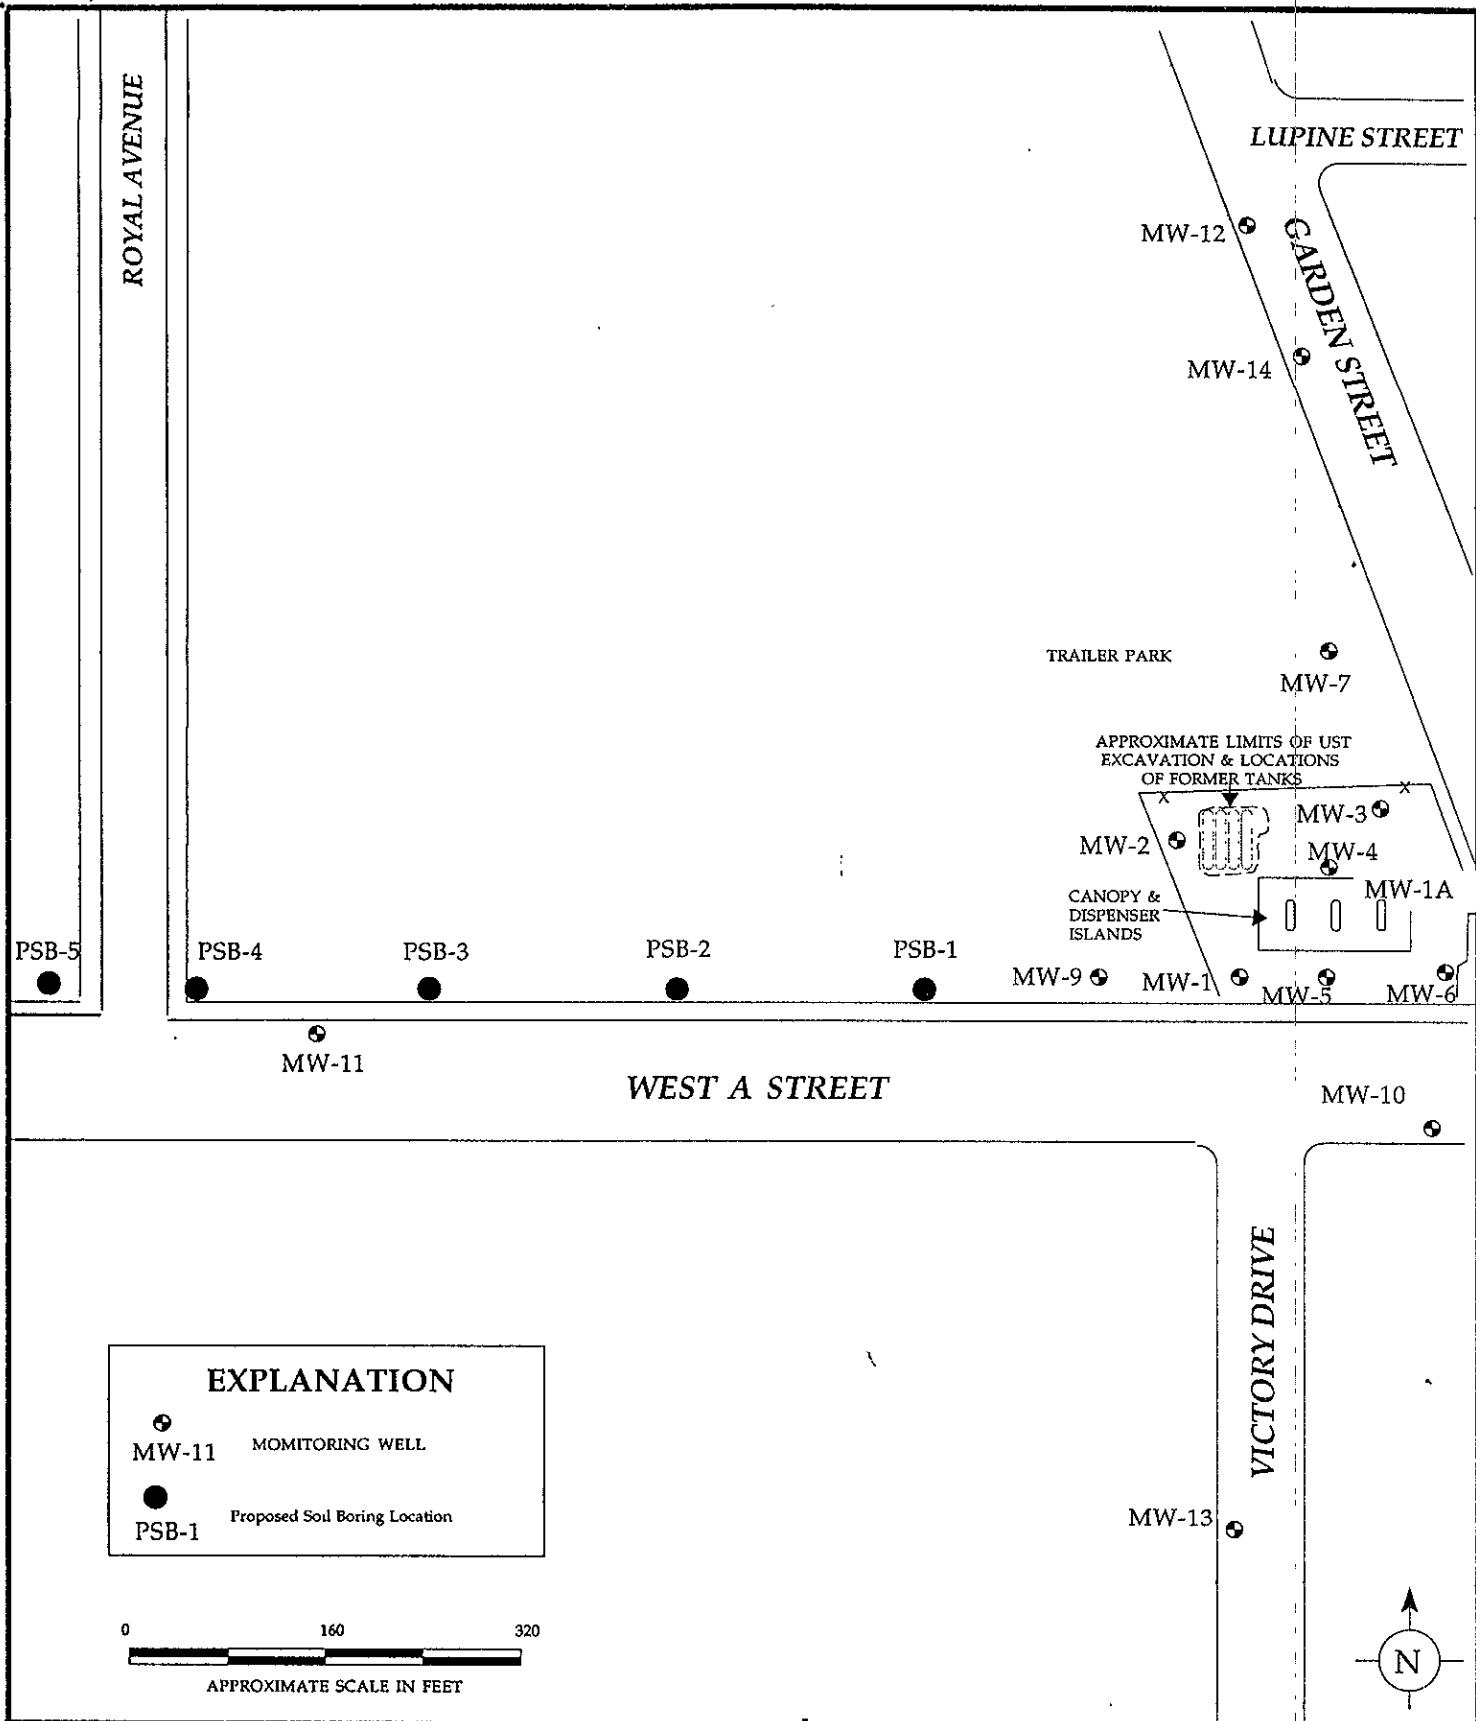 ROYAL AVENUE
LUPINE STREET
MW-12
GARDEN STREET
MW-14
TRAILER PARK
MW-7
APPROXIMATE LIMITS OF UST
EXCAVATION & LOCATIONS
OF FORMER TANKS
X
X
MW-3
MW-2
MW-4
MW-1A
CANOPY &
DISPENSER
ISLANDS
PSB-5
PSB-4
PSB-3
PSB-2
PSB-1
MW-9
MW-1
MW-5
MW-6
MW-11
WEST A STREET
MW-10
VICTORY DRIVE
EXPLANATION
MW-11
MOMITORING WELL
PSB-1
Proposed Soil Boring Location
MW-13
0 160 320
APPROXIMATE SCALE IN FEET
N